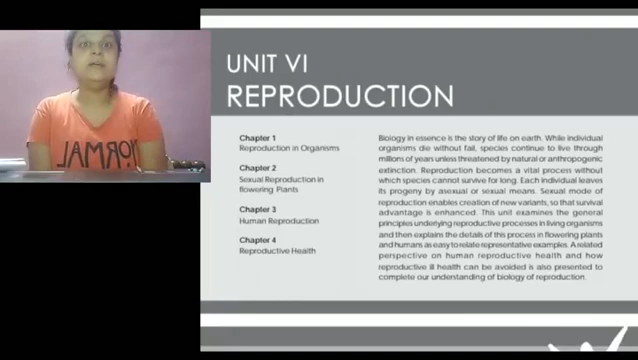 UNIT VI
REPRODUCTION
Chapter 1
Reproduction in Organisms
Chapter 2
Sexual Reproduction in
flowering Plants
Chapter 3
Human Reproduction
Chapter 4
Reproductive Health
Biology in essence is the story of life on earth. While individual
organisms die without fail, species continue to live through
millions of years unless threatened by natural or anthropogenic
extinction. Reproduction becomes a vital process without
which species cannot survive for long. Each individual leaves
its progeny by asexual or sexual means. Sexual mode of
reproduction enables creation of new variants, so that survival
advantage is enhanced. This unit examines the general
principles underlying reproductive processes in living organisms
and then explains the details of this process in flowering plants
and humans as easy to relate representative examples. A related
perspective on human reproductive health and how
reproductive ill health can be avoided is also presented to
complete our understanding of biology of reproduction.
NORMAL